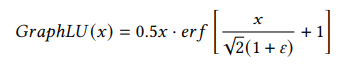 GraphLU(x) = 0.5x · erf [ x / √2(1 + ε) + 1 ]